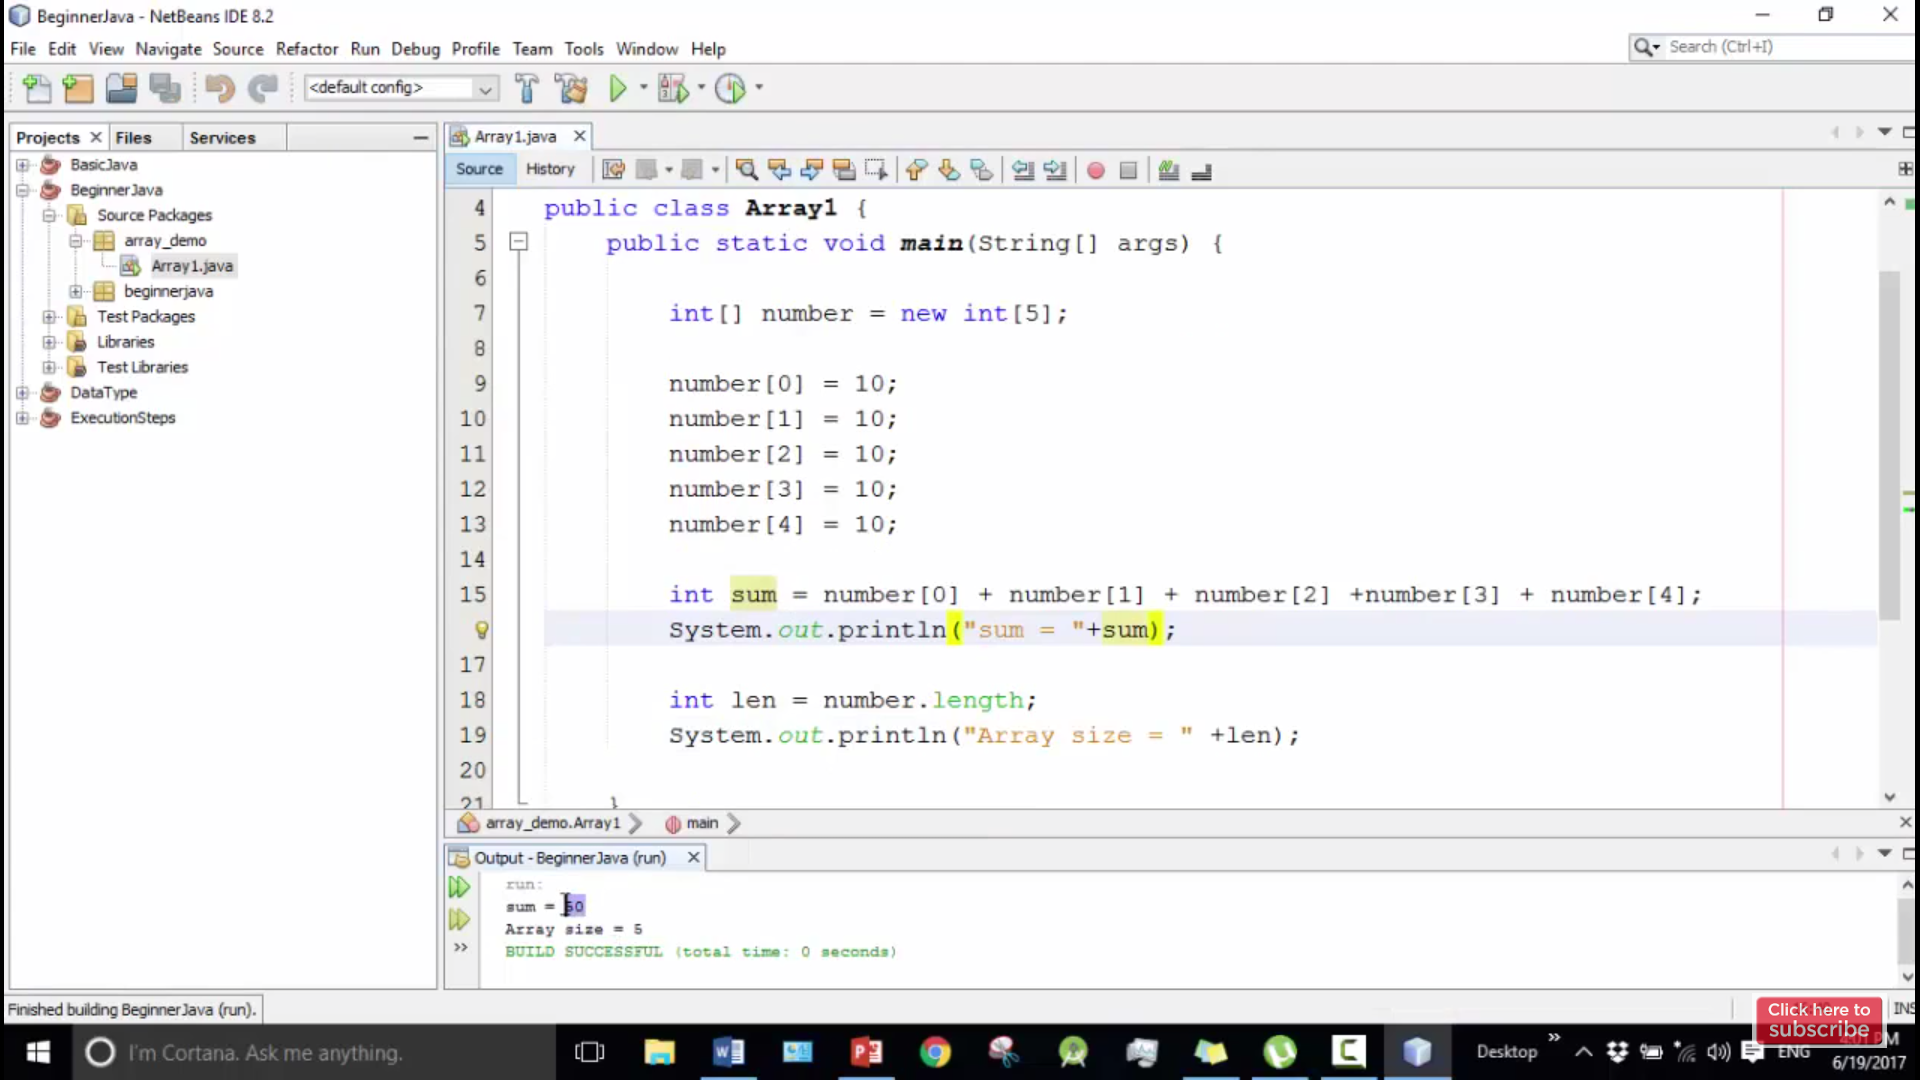 BeginnerJava - NetBeans IDE 8.2
File Edit View Navigate Source Refactor Run Debug Profile Team Tools Window Help
Search (Ctrl+I)
<default config>
Projects Files Services
Array1.java
Source History
BasicJava
BeginnerJava
Source Packages
array_demo
Array1.java
beginnerjava
Test Packages
Libraries
Test Libraries
DataType
ExecutionSteps
4 public class Array1 {
5 public static void main(String[] args) {
6
7 int[] number = new int[5];
8
9 number[0] = 10;
10 number[1] = 10;
11 number[2] = 10;
12 number[3] = 10;
13 number[4] = 10;
14
15 int sum = number[0] + number[1] + number[2] +number[3] + number[4];
System.out.println("sum = "+sum);
17
18 int len = number.length;
19 System.out.println("Array size = " +len);
20
21 }
array_demo.Array1 main
Output - BeginnerJava (run)
run:
sum = 50
Array size = 5
BUILD SUCCESSFUL (total time: 0 seconds)
Finished building BeginnerJava (run).
INS
Click here to
subscribe
I'm Cortana. Ask me anything.
Desktop
ENG
4:01 PM
6/19/2017